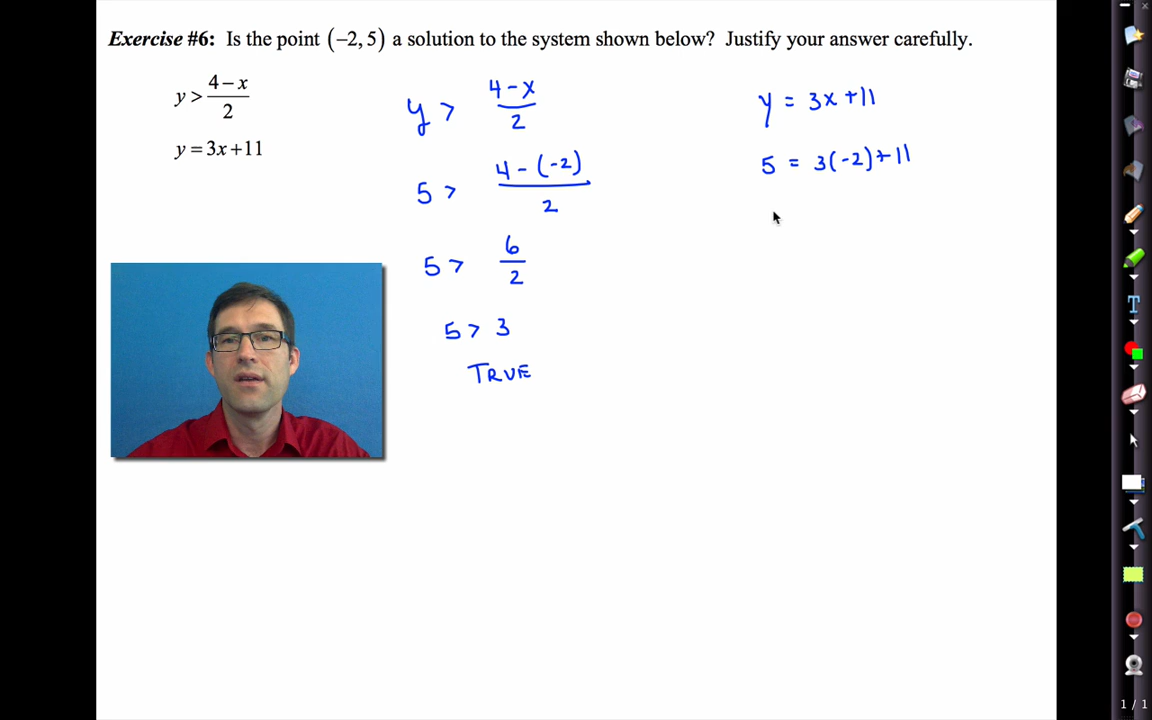 Exercise #6: Is the point (–2, 5) a solution to the system shown below? Justify your answer carefully.
y > (4 – x)/2
y = 3x + 11
y > (4 - x)/2
5 > (4 - (-2))/2
5 > 6/2
5 > 3
TRUE
y = 3x + 11
5 = 3(-2) + 11
T
1 / 1